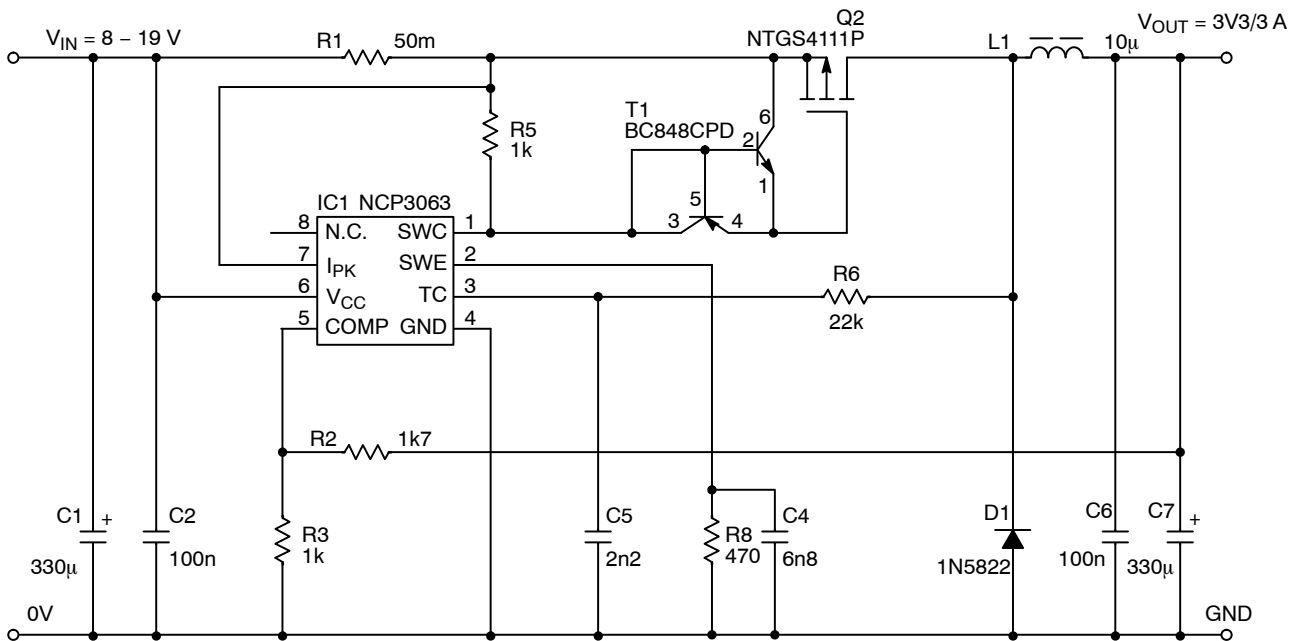 V_IN = 8 – 19 V
R1
50m
Q2
NTGS4111P
L1
10µ
V_OUT = 3V3/3 A
R5
1k
T1
BC848CPD
6
2
1
5
3
4
IC1 NCP3063
8 N.C.
SWC 1
7 I_PK
SWE 2
6 V_CC
TC 3
5 COMP
GND 4
R6
22k
R2
1k7
C1
+
330µ
C2
100n
R3
1k
C5
2n2
R8
470
C4
6n8
D1
1N5822
C6
100n
C7
+
330µ
0V
GND